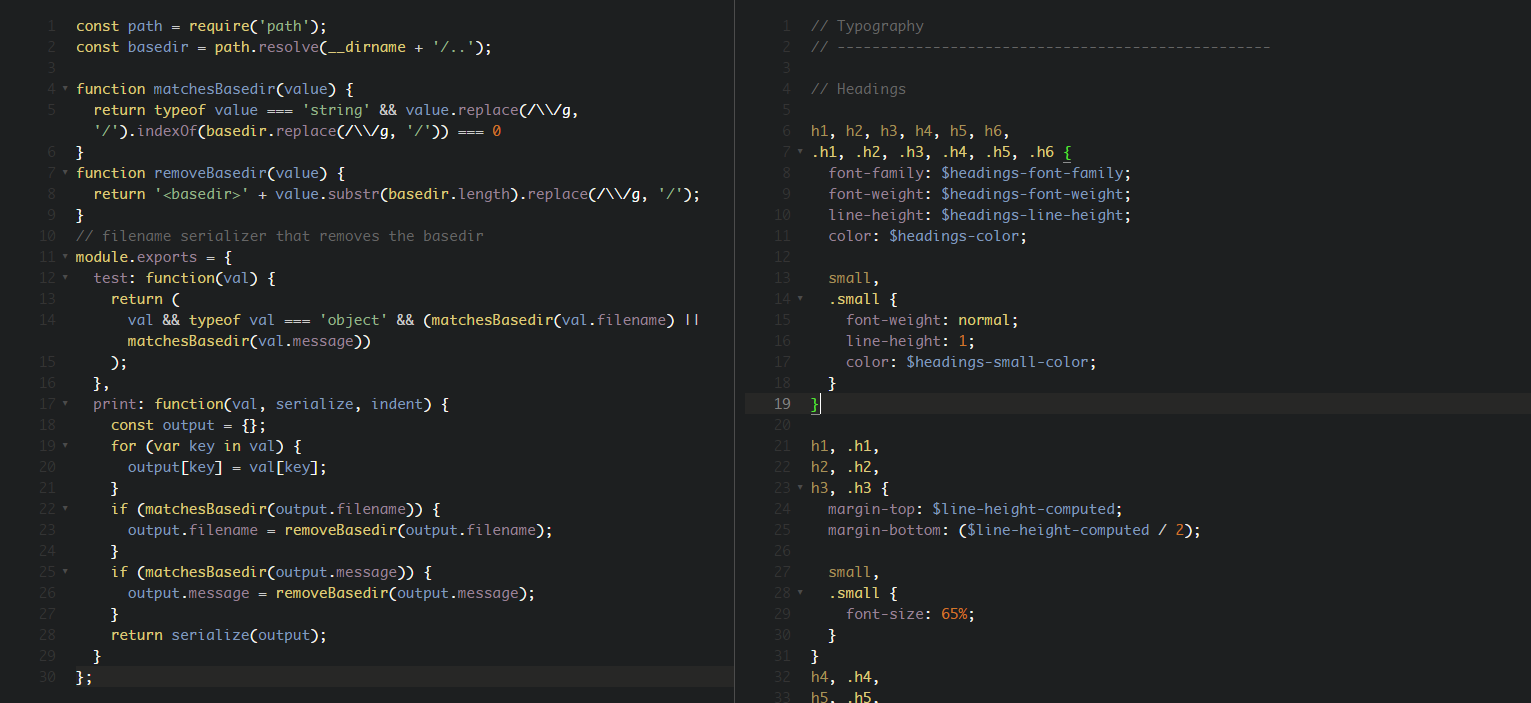 1 const path = require('path');
2 const basedir = path.resolve(__dirname + '/..');
3
4 function matchesBasedir(value) {
5   return typeof value === 'string' && value.replace(/\\/g,
  '/').indexOf(basedir.replace(/\\/g, '/')) === 0
6 }
7 function removeBasedir(value) {
8   return '<basedir>' + value.substr(basedir.length).replace(/\\/g, '/');
9 }
10 // filename serializer that removes the basedir
11 module.exports = {
12   test: function(val) {
13     return (
14       val && typeof val === 'object' && (matchesBasedir(val.filename) ||
      matchesBasedir(val.message))
15     );
16   },
17   print: function(val, serialize, indent) {
18     const output = {};
19     for (var key in val) {
20       output[key] = val[key];
21     }
22     if (matchesBasedir(output.filename)) {
23       output.filename = removeBasedir(output.filename);
24     }
25     if (matchesBasedir(output.message)) {
26       output.message = removeBasedir(output.message);
27     }
28     return serialize(output);
29   }
30 };
1 // Typography
2 // --------------------------------------------------
3
4 // Headings
5
6 h1, h2, h3, h4, h5, h6,
7 .h1, .h2, .h3, .h4, .h5, .h6 {
8   font-family: $headings-font-family;
9   font-weight: $headings-font-weight;
10   line-height: $headings-line-height;
11   color: $headings-color;
12
13   small,
14   .small {
15     font-weight: normal;
16     line-height: 1;
17     color: $headings-small-color;
18   }
19 }
20
21 h1, .h1,
22 h2, .h2,
23 h3, .h3 {
24   margin-top: $line-height-computed;
25   margin-bottom: ($line-height-computed / 2);
26
27   small,
28   .small {
29     font-size: 65%;
30   }
31 }
32 h4, .h4,
33 h5, .h5,